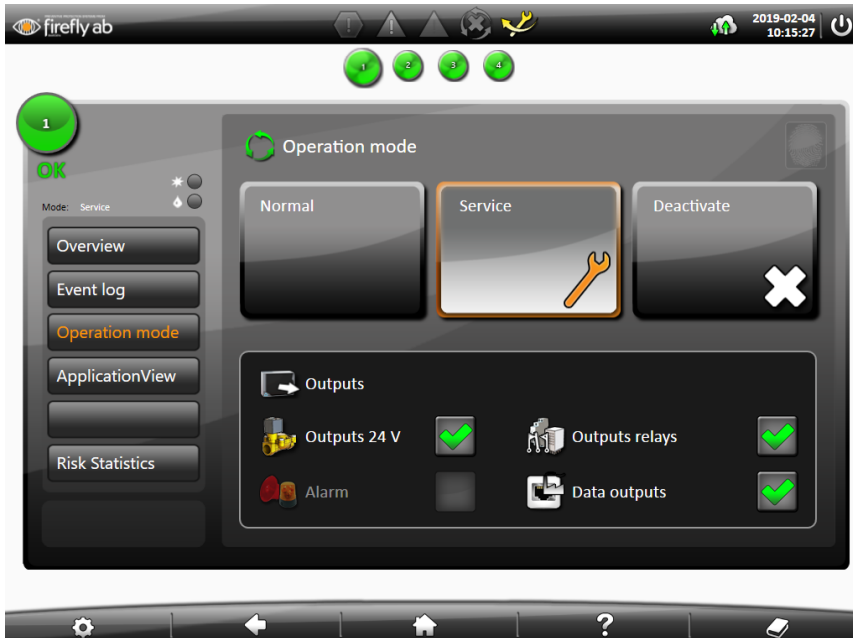 firefly ab
2019-02-04
10:15:27
1
2
3
4
1
OK
Mode: Service
Overview
Event log
Operation mode
ApplicationView
Risk Statistics
Operation mode
Normal
Service
Deactivate
Outputs
Outputs 24 V
Outputs relays
Alarm
Data outputs
?